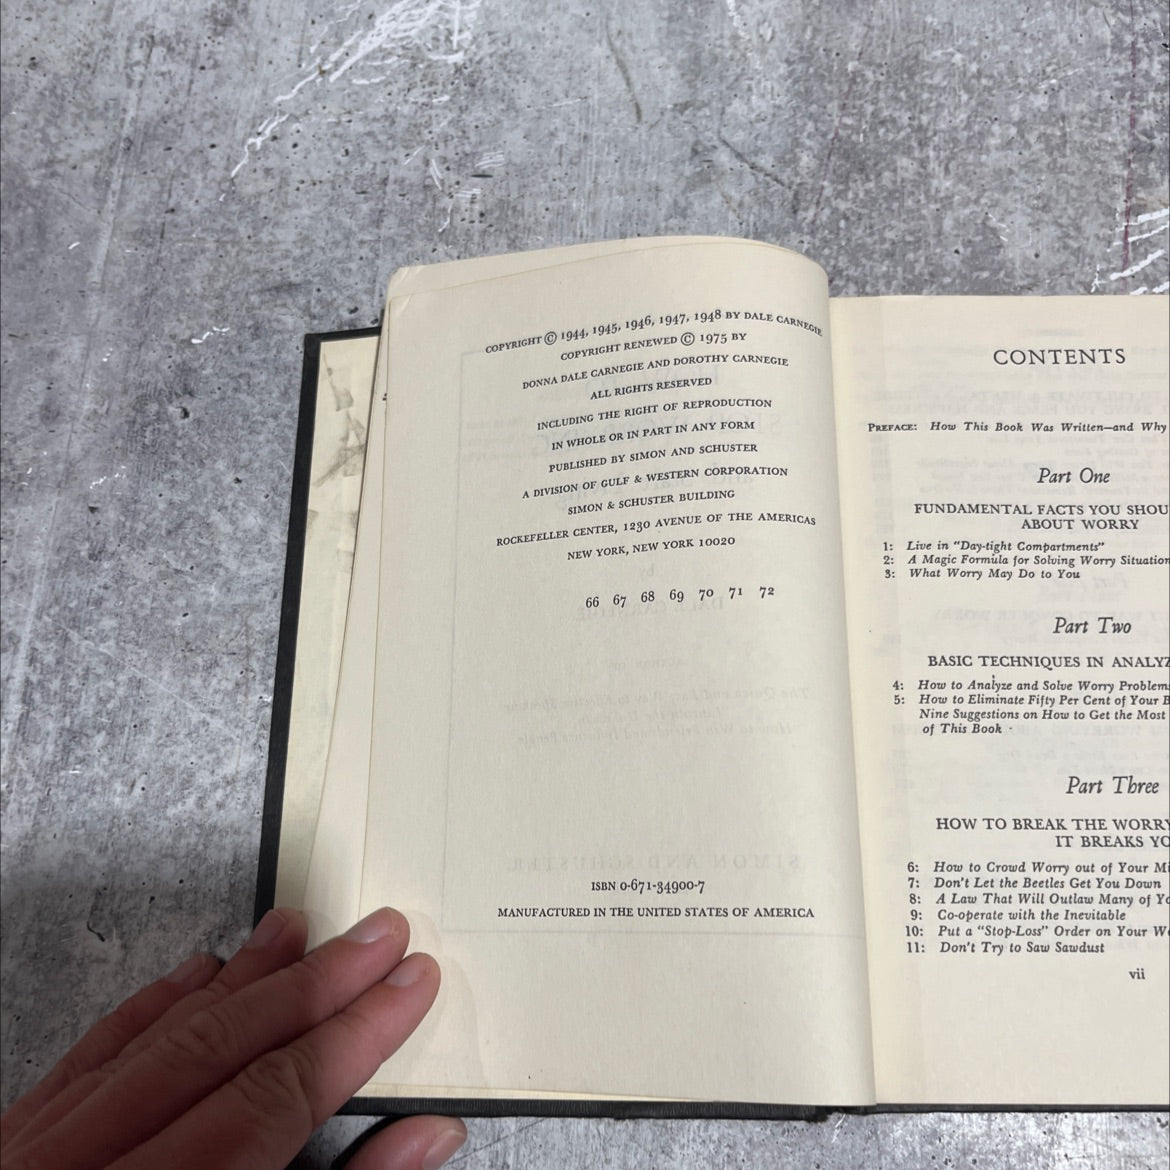 COPYRIGHT © 1944, 1945, 1946, 1947, 1948 BY DALE CARNEGIE
COPYRIGHT RENEWED © 1975 BY
DONNA DALE CARNEGIE AND DOROTHY CARNEGIE
ALL RIGHTS RESERVED
INCLUDING THE RIGHT OF REPRODUCTION
IN WHOLE OR IN PART IN ANY FORM
PUBLISHED BY SIMON AND SCHUSTER
A DIVISION OF GULF & WESTERN CORPORATION
SIMON & SCHUSTER BUILDING
ROCKEFELLER CENTER, 1230 AVENUE OF THE AMERICAS
NEW YORK, NEW YORK 10020
66 67 68 69 70 71 72
ISBN 0-671-34900-7
MANUFACTURED IN THE UNITED STATES OF AMERICA
CONTENTS
PREFACE: How This Book Was Written—and Why
Part One
FUNDAMENTAL FACTS YOU SHOU
ABOUT WORRY
1: Live in "Day-tight Compartments"
2: A Magic Formula for Solving Worry Situation
3: What Worry May Do to You
Part Two
BASIC TECHNIQUES IN ANALYZ
4: How to Analyze and Solve Worry Problems
5: How to Eliminate Fifty Per Cent of Your B
Nine Suggestions on How to Get the Most
of This Book
Part Three
HOW TO BREAK THE WORRY
IT BREAKS YO
6: How to Crowd Worry out of Your Mi
7: Don't Let the Beetles Get You Down
8: A Law That Will Outlaw Many of Yo
9: Co-operate with the Inevitable
10: Put a "Stop-Loss" Order on Your Wo
11: Don't Try to Saw Sawdust
vii